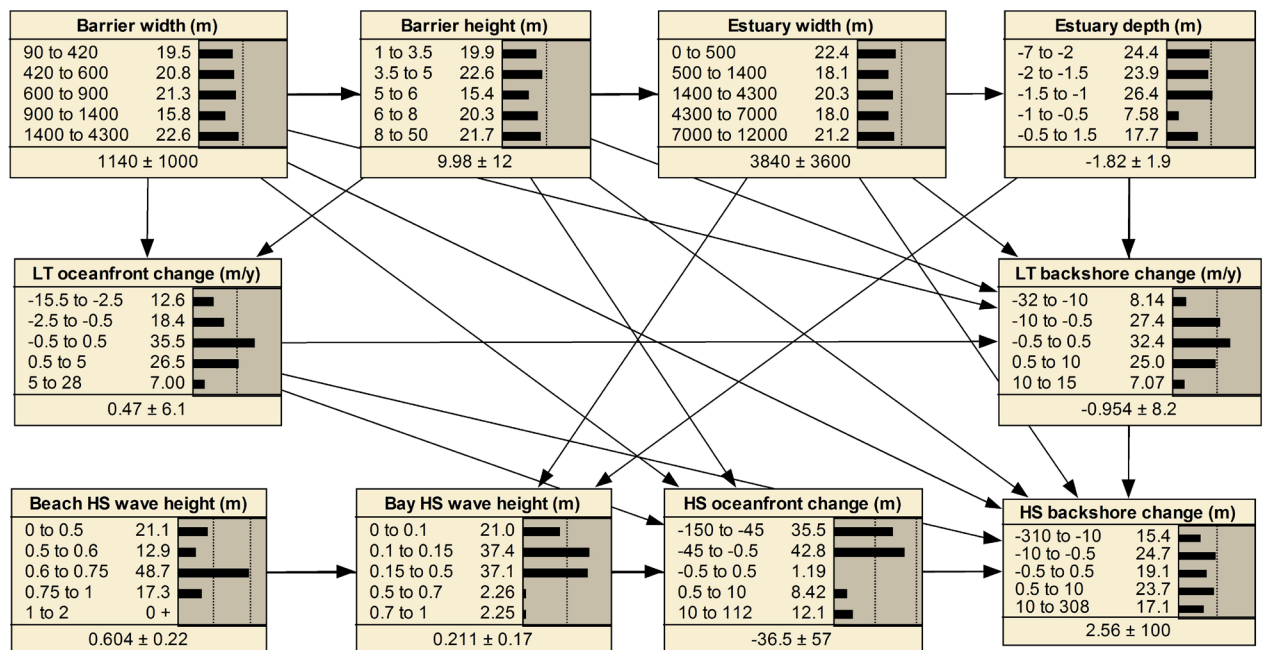 Barrier width (m)
90 to 420 19.5
420 to 600 20.8
600 to 900 21.3
900 to 1400 15.8
1400 to 4300 22.6
1140 ± 1000
Barrier height (m)
1 to 3.5 19.9
3.5 to 5 22.6
5 to 6 15.4
6 to 8 20.3
8 to 50 21.7
9.98 ± 12
Estuary width (m)
0 to 500 22.4
500 to 1400 18.1
1400 to 4300 20.3
4300 to 7000 18.0
7000 to 12000 21.2
3840 ± 3600
Estuary depth (m)
-7 to -2 24.4
-2 to -1.5 23.9
-1.5 to -1 26.4
-1 to -0.5 7.58
-0.5 to 1.5 17.7
-1.82 ± 1.9
LT oceanfront change (m/y)
-15.5 to -2.5 12.6
-2.5 to -0.5 18.4
-0.5 to 0.5 35.5
0.5 to 5 26.5
5 to 28 7.00
0.47 ± 6.1
LT backshore change (m/y)
-32 to -10 8.14
-10 to -0.5 27.4
-0.5 to 0.5 32.4
0.5 to 10 25.0
10 to 15 7.07
-0.954 ± 8.2
Beach HS wave height (m)
0 to 0.5 21.1
0.5 to 0.6 12.9
0.6 to 0.75 48.7
0.75 to 1 17.3
1 to 2 0 +
0.604 ± 0.22
Bay HS wave height (m)
0 to 0.1 21.0
0.1 to 0.15 37.4
0.15 to 0.5 37.1
0.5 to 0.7 2.26
0.7 to 1 2.25
0.211 ± 0.17
HS oceanfront change (m)
-150 to -45 35.5
-45 to -0.5 42.8
-0.5 to 0.5 1.19
0.5 to 10 8.42
10 to 112 12.1
-36.5 ± 57
HS backshore change (m)
-310 to -10 15.4
-10 to -0.5 24.7
-0.5 to 0.5 19.1
0.5 to 10 23.7
10 to 308 17.1
2.56 ± 100